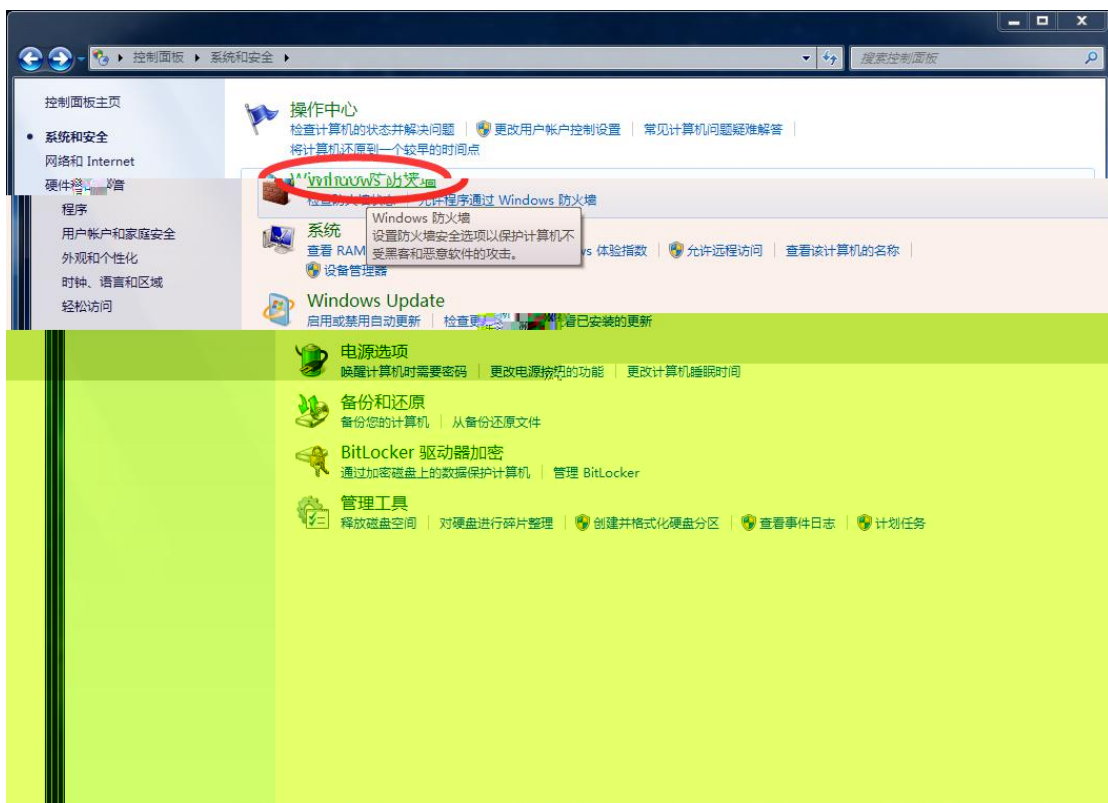 控制面板 系统和安全
搜索控制面板
控制面板主页
系统和安全
网络和 Internet
程序
用户帐户和家庭安全
外观和个性化
时钟、语言和区域
轻松访问
操作中心
检查计算机的状态并解决问题 更改用户帐户控制设置 常见计算机问题疑难解答
将计算机还原到一个较早的时间点
允许程序通过 Windows 防火墙
Windows 防火墙
设置防火墙安全选项以保护计算机不
受黑客和恶意软件的攻击。
系统
查看 RAM 体验指数 允许远程访问 查看该计算机的名称
设备管理器
Windows Update
启用或禁用自动更新 已安装的更新
电源选项
唤醒计算机时需要密码 更改电源按钮的功能 更改计算机睡眠时间
备份和还原
备份您的计算机 从备份还原文件
BitLocker 驱动器加密
通过加密磁盘上的数据保护计算机 管理 BitLocker
管理工具
释放磁盘空间 对硬盘进行碎片整理 创建并格式化硬盘分区 查看事件日志 计划任务